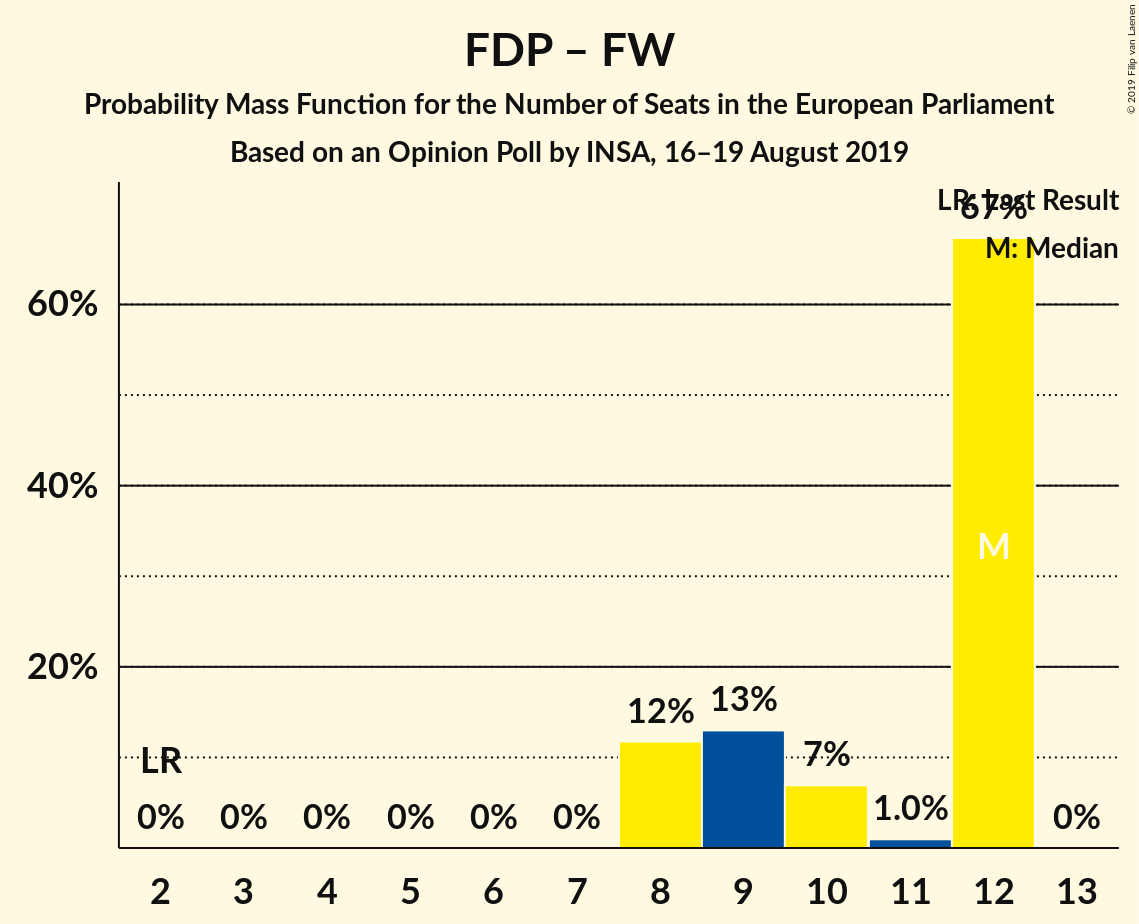 FDP – FW
Probability Mass Function for the Number of Seats in the European Parliament
Based on an Opinion Poll by INSA, 16–19 August 2019
© 2019 Filip van Laenen
LR: Last Result
M: Median
67%
60%
40%
20%
M
LR
0%
0%
0%
0%
0%
0%
12%
13%
7%
1.0%
0%
2 3 4 5 6 7 8 9 10 11 12 13